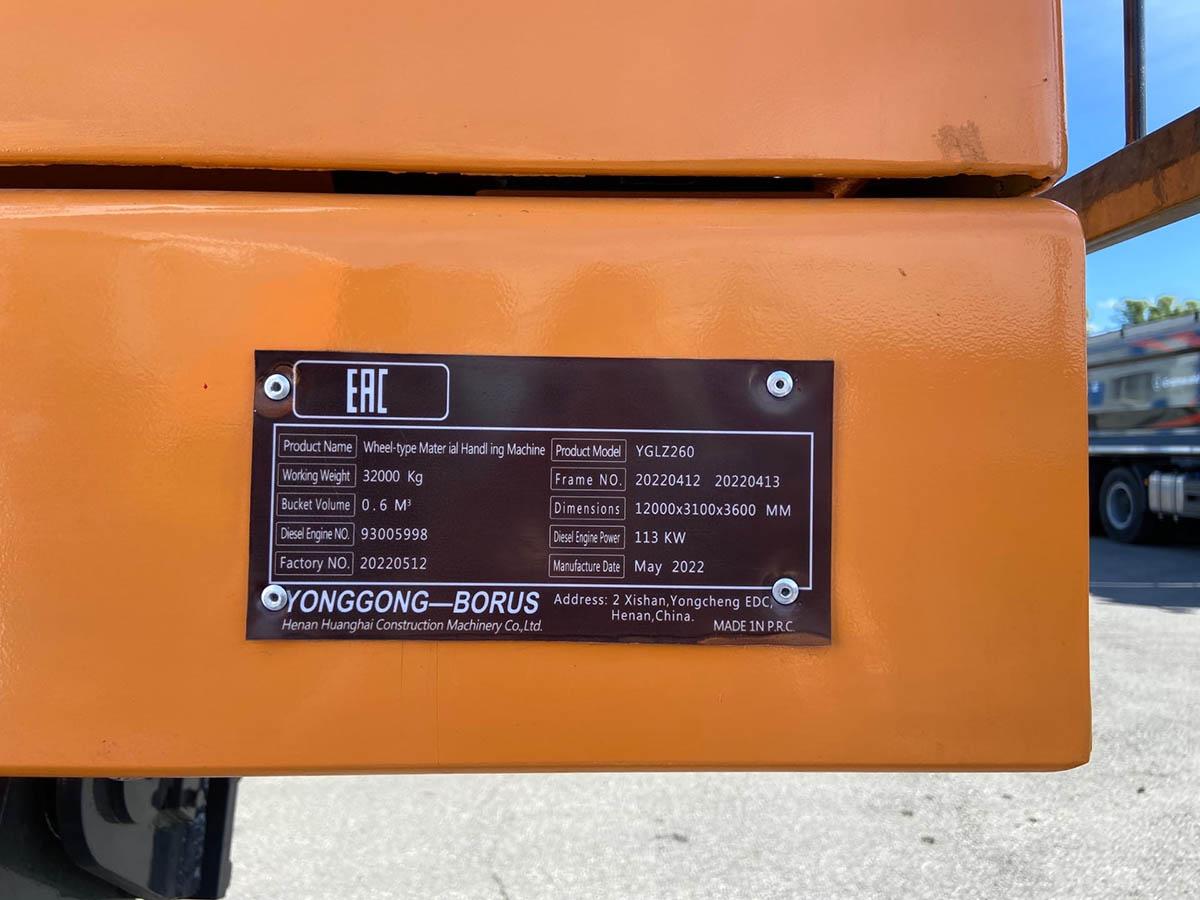 EAC
Product Name Wheel-type Mater ial Handl ing Machine Product Model YGLZ260
Working Weight 32000 Kg Frame NO. 20220412 20220413
Bucket Volume 0.6 M³ Dimensions 12000x3100x3600 MM
Diesel Engine NO. 93005998 Diesel Engine Power 113 KW
Factory NO. 20220512 Manufacture Date May 2022
YONGGONG—BORUS
Henan Huanghai Construction Machinery Co.,Ltd.
Address: 2 Xishan,Yongcheng EDC,
Henan,China.
MADE 1N P.R.C.